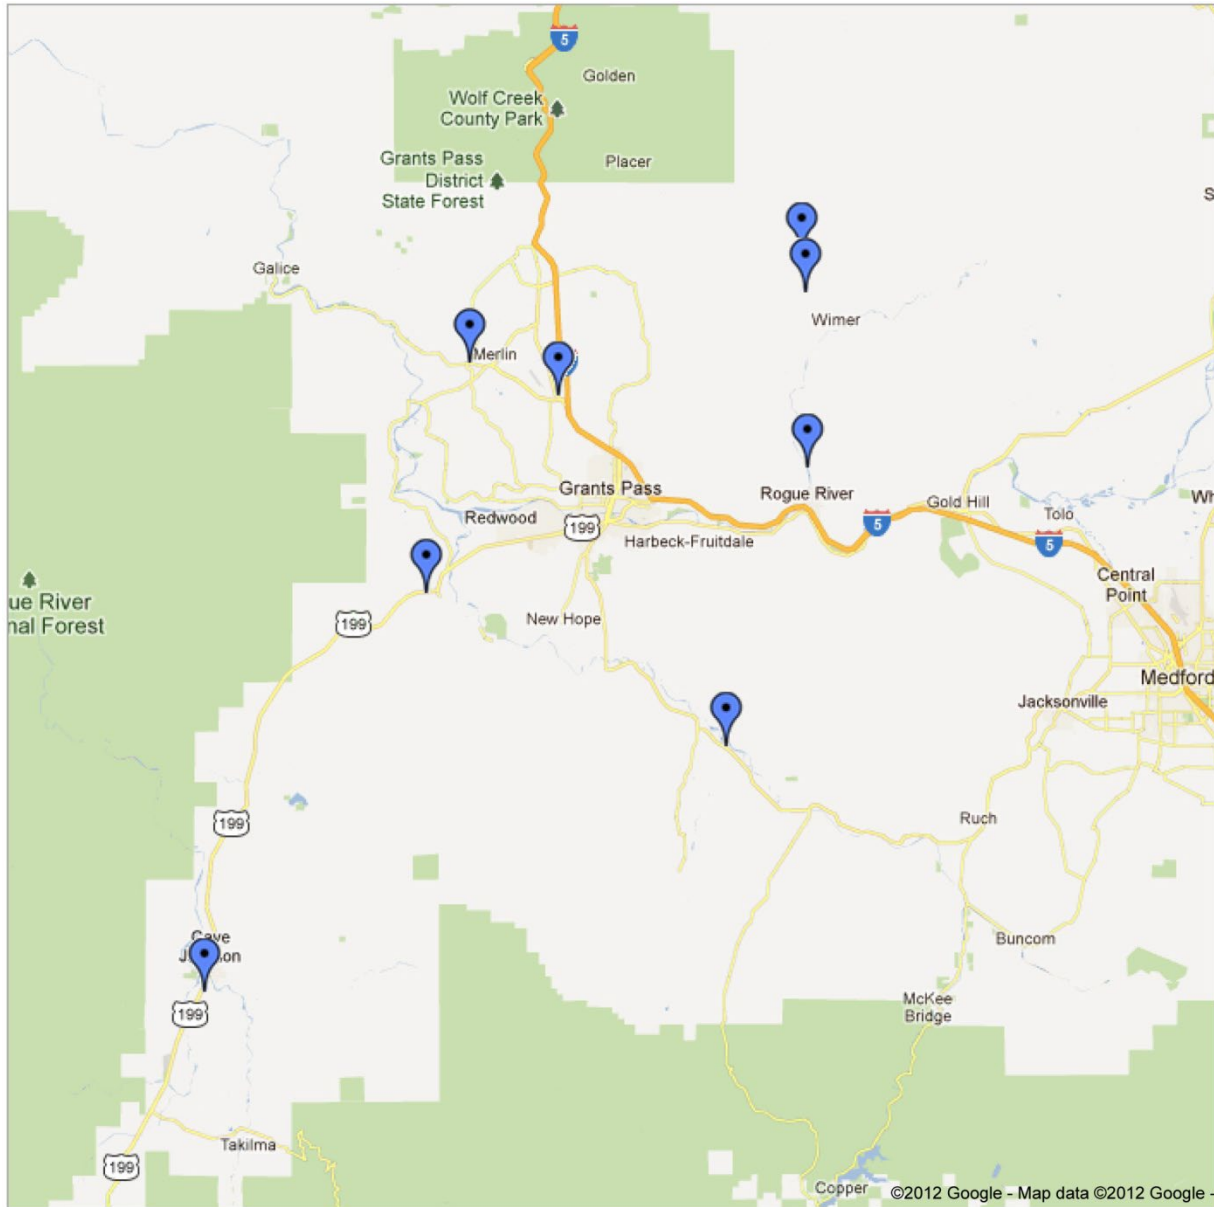 5
Golden
Wolf Creek
County Park
Grants Pass
District
State Forest
Placer
S
Galice
Wimer
Merlin
Grants Pass
Rogue River
Gold Hill
Wh
Tolo
Redwood
199
5
5
Harbeck-Fruitdale
Central
Point
ue River
nal Forest
199
New Hope
Medford
Jacksonville
199
Ruch
Cave
J
on
Buncom
199
McKee
Bridge
Takilma
199
Copper
©2012 Google - Map data ©2012 Google -